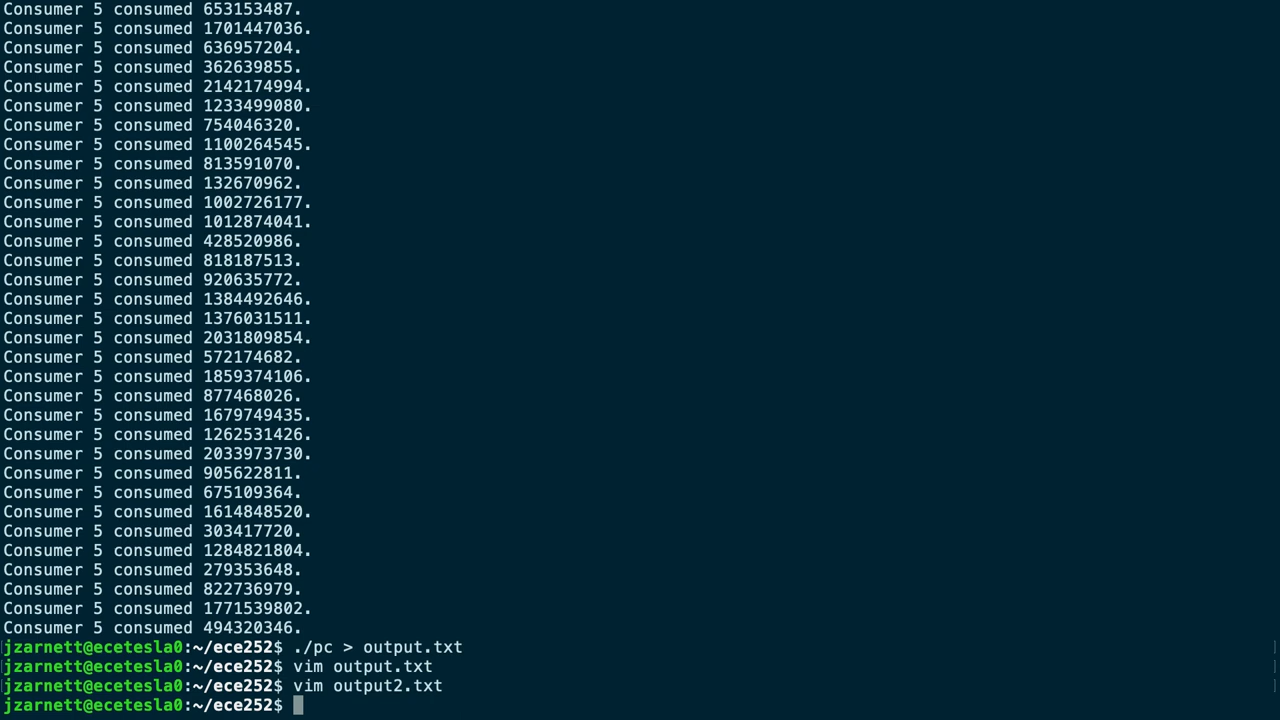 Consumer 5 consumed 653153487.
Consumer 5 consumed 1701447036.
Consumer 5 consumed 636957204.
Consumer 5 consumed 362639855.
Consumer 5 consumed 2142174994.
Consumer 5 consumed 1233499080.
Consumer 5 consumed 754046320.
Consumer 5 consumed 1100264545.
Consumer 5 consumed 813591070.
Consumer 5 consumed 132670962.
Consumer 5 consumed 1002726177.
Consumer 5 consumed 1012874041.
Consumer 5 consumed 428520986.
Consumer 5 consumed 818187513.
Consumer 5 consumed 920635772.
Consumer 5 consumed 1384492646.
Consumer 5 consumed 1376031511.
Consumer 5 consumed 2031809854.
Consumer 5 consumed 572174682.
Consumer 5 consumed 1859374106.
Consumer 5 consumed 877468026.
Consumer 5 consumed 1679749435.
Consumer 5 consumed 1262531426.
Consumer 5 consumed 2033973730.
Consumer 5 consumed 905622811.
Consumer 5 consumed 675109364.
Consumer 5 consumed 1614848520.
Consumer 5 consumed 303417720.
Consumer 5 consumed 1284821804.
Consumer 5 consumed 279353648.
Consumer 5 consumed 822736979.
Consumer 5 consumed 1771539802.
Consumer 5 consumed 494320346.
jzarnett@ecetesla0:~/ece252$ ./pc > output.txt
jzarnett@ecetesla0:~/ece252$ vim output.txt
jzarnett@ecetesla0:~/ece252$ vim output2.txt
jzarnett@ecetesla0:~/ece252$